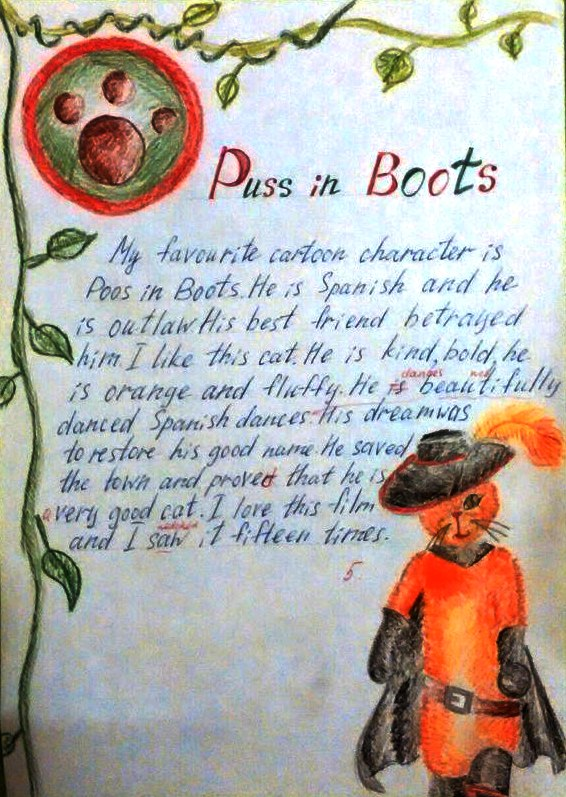 Puss in Boots
My favourite cartoon character is
Poos in Boots. He is Spanish and he
is outlaw. His best friend betrayed
him. I like this cat. He is kind, bold, he
dances
is orange and fluffy. He is beautifully
danced Spanish dances. His dream was
to restore his good name. He saved
the town and proved that he is
a very good cat. I love this film
and I saw it fifteen times.
5